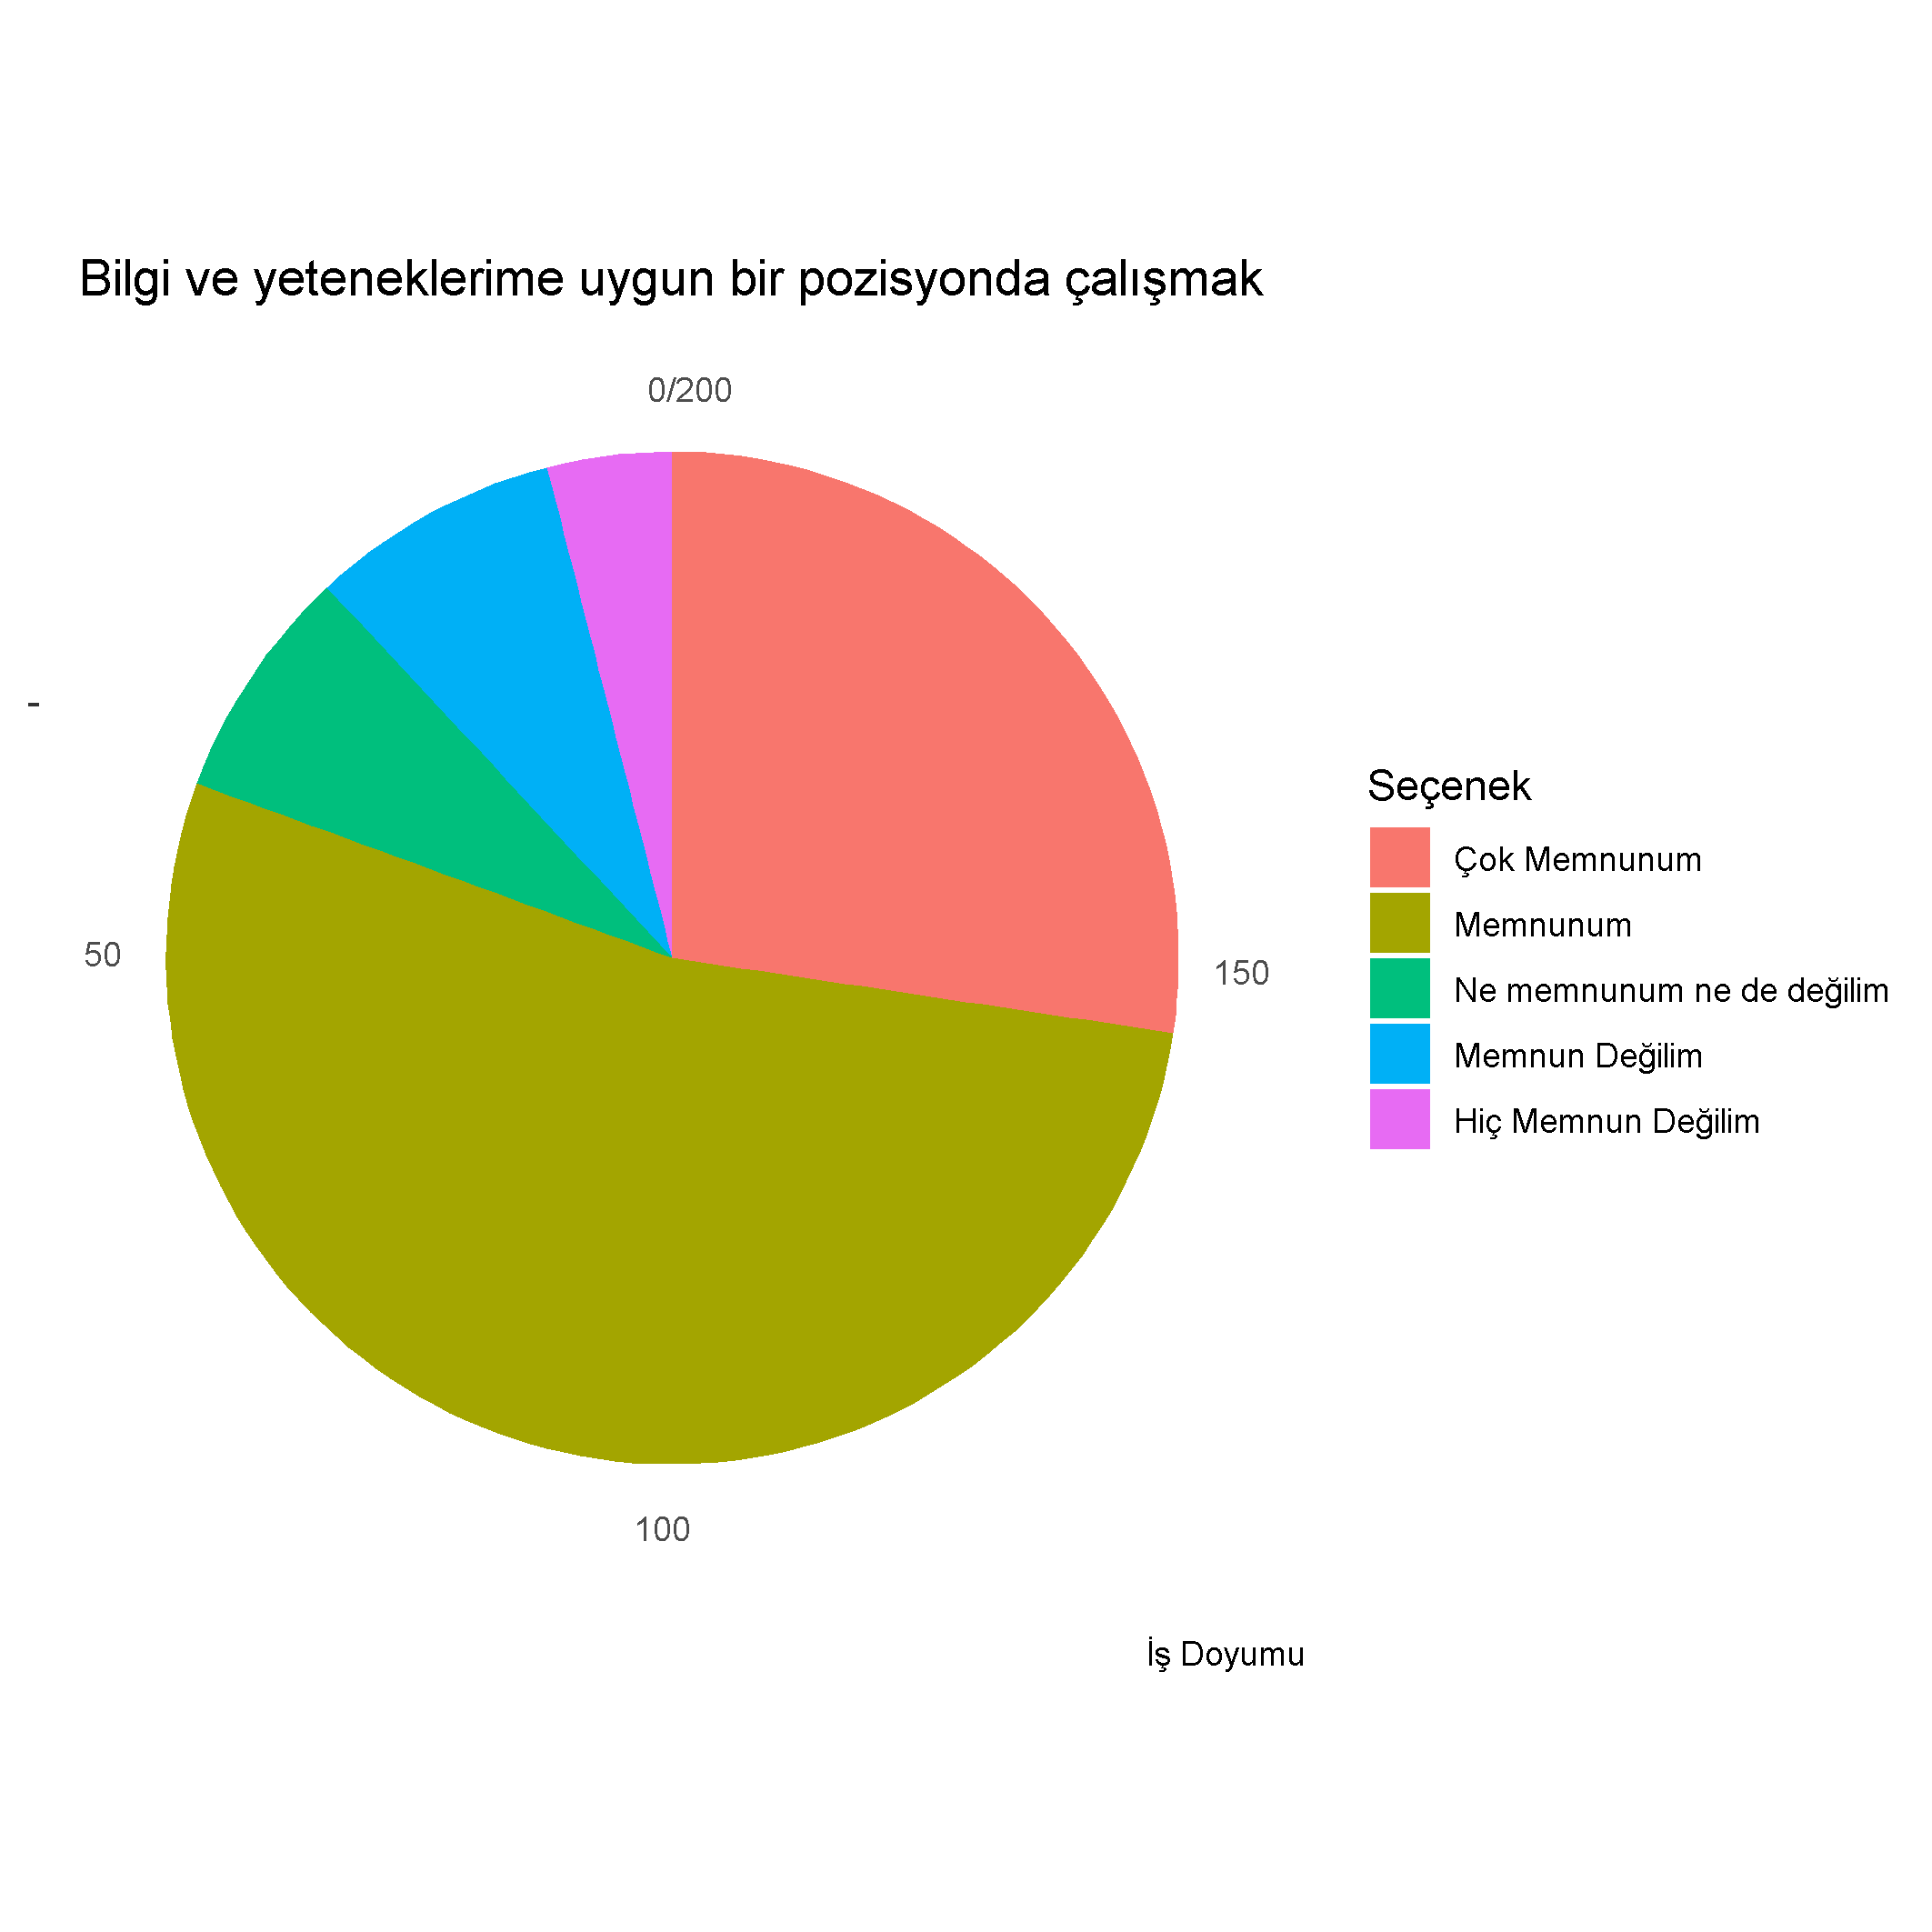 Bilgi ve yeteneklerime uygun bir pozisyonda çalışmak
0/200
-
50
150
100
Seçenek
Çok Memnunum
Memnunum
Ne memnunum ne de değilim
Memnun Değilim
Hiç Memnun Değilim
İş Doyumu